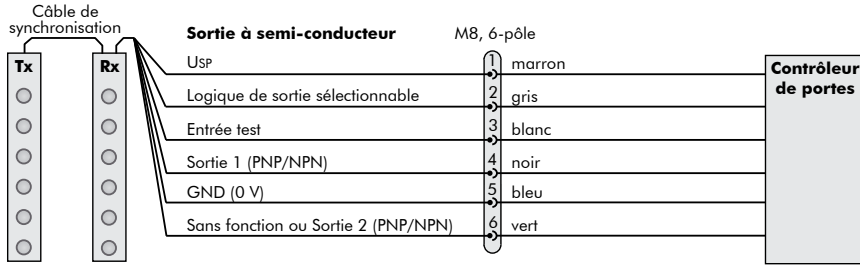 Câble de
synchronisation
Sortie à semi-conducteur
M8, 6-pôle
Tx
Rx
Contrôleur
de portes
USP
1
marron
Logique de sortie sélectionnable
2
gris
Entrée test
3
blanc
Sortie 1 (PNP/NPN)
4
noir
GND (0 V)
5
bleu
Sans fonction ou Sortie 2 (PNP/NPN)
6
vert